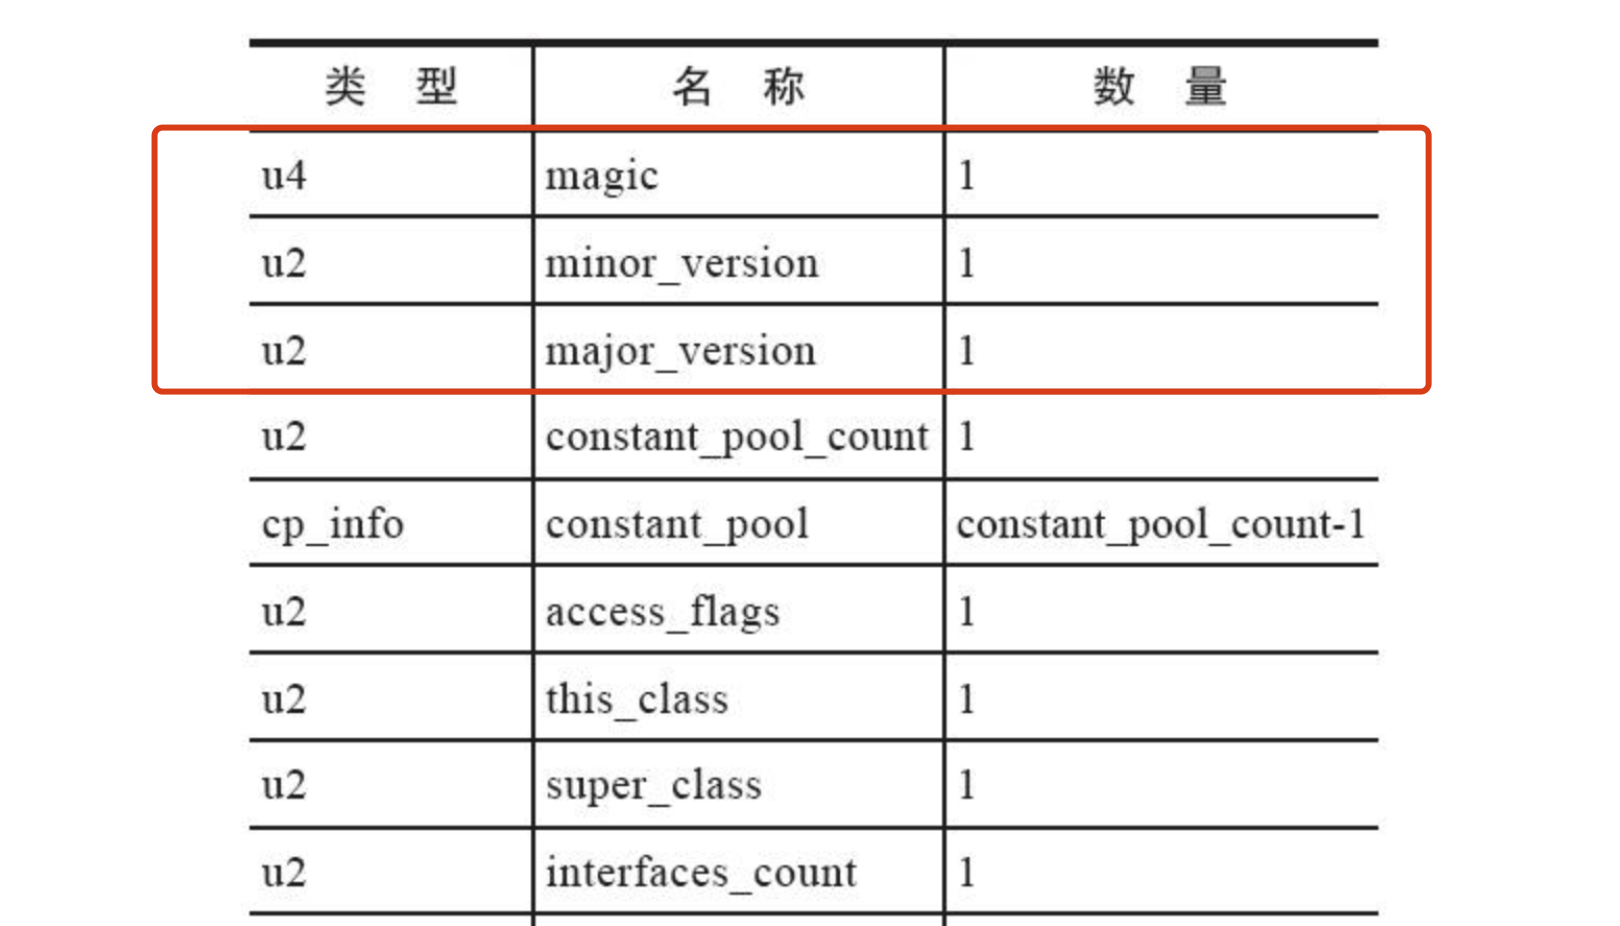 类 型 名 称 数 量
u4 magic 1
u2 minor_version 1
u2 major_version 1
u2 constant_pool_count 1
cp_info constant_pool constant_pool_count-1
u2 access_flags 1
u2 this_class 1
u2 super_class 1
u2 interfaces_count 1